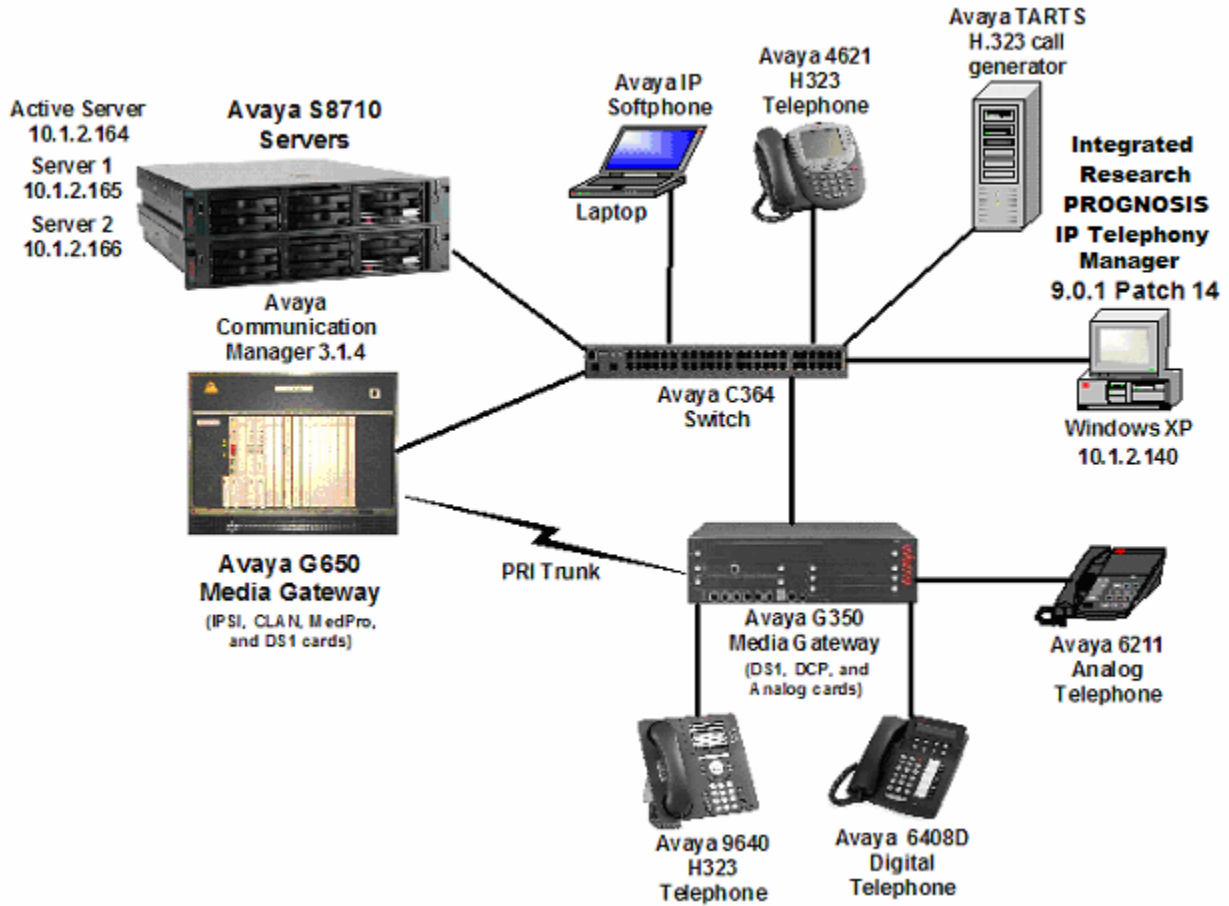 Active Server
10.1.2.164
Server 1
10.1.2.165
Server 2
10.1.2.166
Avaya S8710
Servers
Avaya
Communication
Manager 3.1.4
Avaya IP
Softphone
Laptop
Avaya 4621
H323
Telephone
Avaya TARTS
H.323 call
generator
Integrated
Research
PROGNOSIS
IP Telephony
Manager
9.0.1 Patch 14
Windows XP
10.1.2.140
Avaya C364
Switch
Avaya G650
Media Gateway
(IPSI, CLAN, MedPro,
and DS1 cards)
PRI Trunk
Avaya G350
Media Gateway
(DS1, DCP, and
Analog cards)
Avaya 6211
Analog
Telephone
Avaya 9640
H323
Telephone
Avaya 6408D
Digital
Telephone